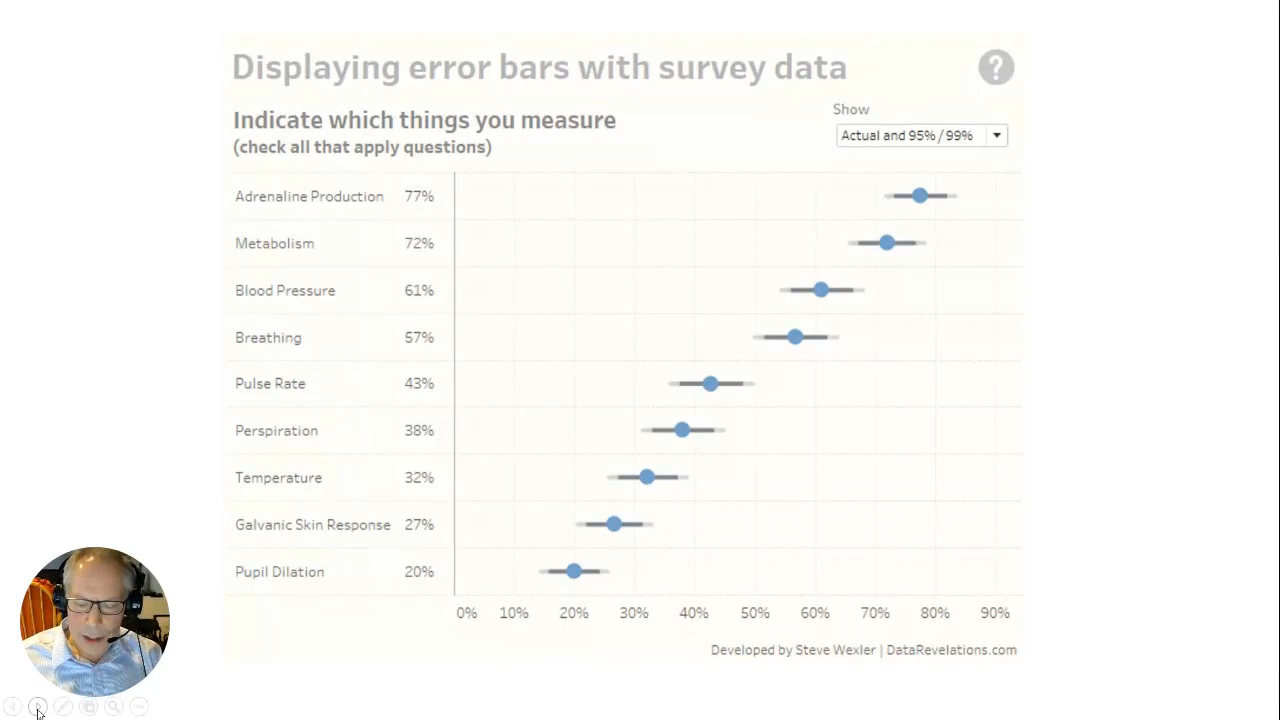 Displaying error bars with survey data
?
Indicate which things you measure
(check all that apply questions)
Show
Actual and 95% / 99%
Adrenaline Production 77%
Metabolism 72%
Blood Pressure 61%
Breathing 57%
Pulse Rate 43%
Perspiration 38%
Temperature 32%
Galvanic Skin Response 27%
Pupil Dilation 20%
0% 10% 20% 30% 40% 50% 60% 70% 80% 90%
Developed by Steve Wexler | DataRevelations.com